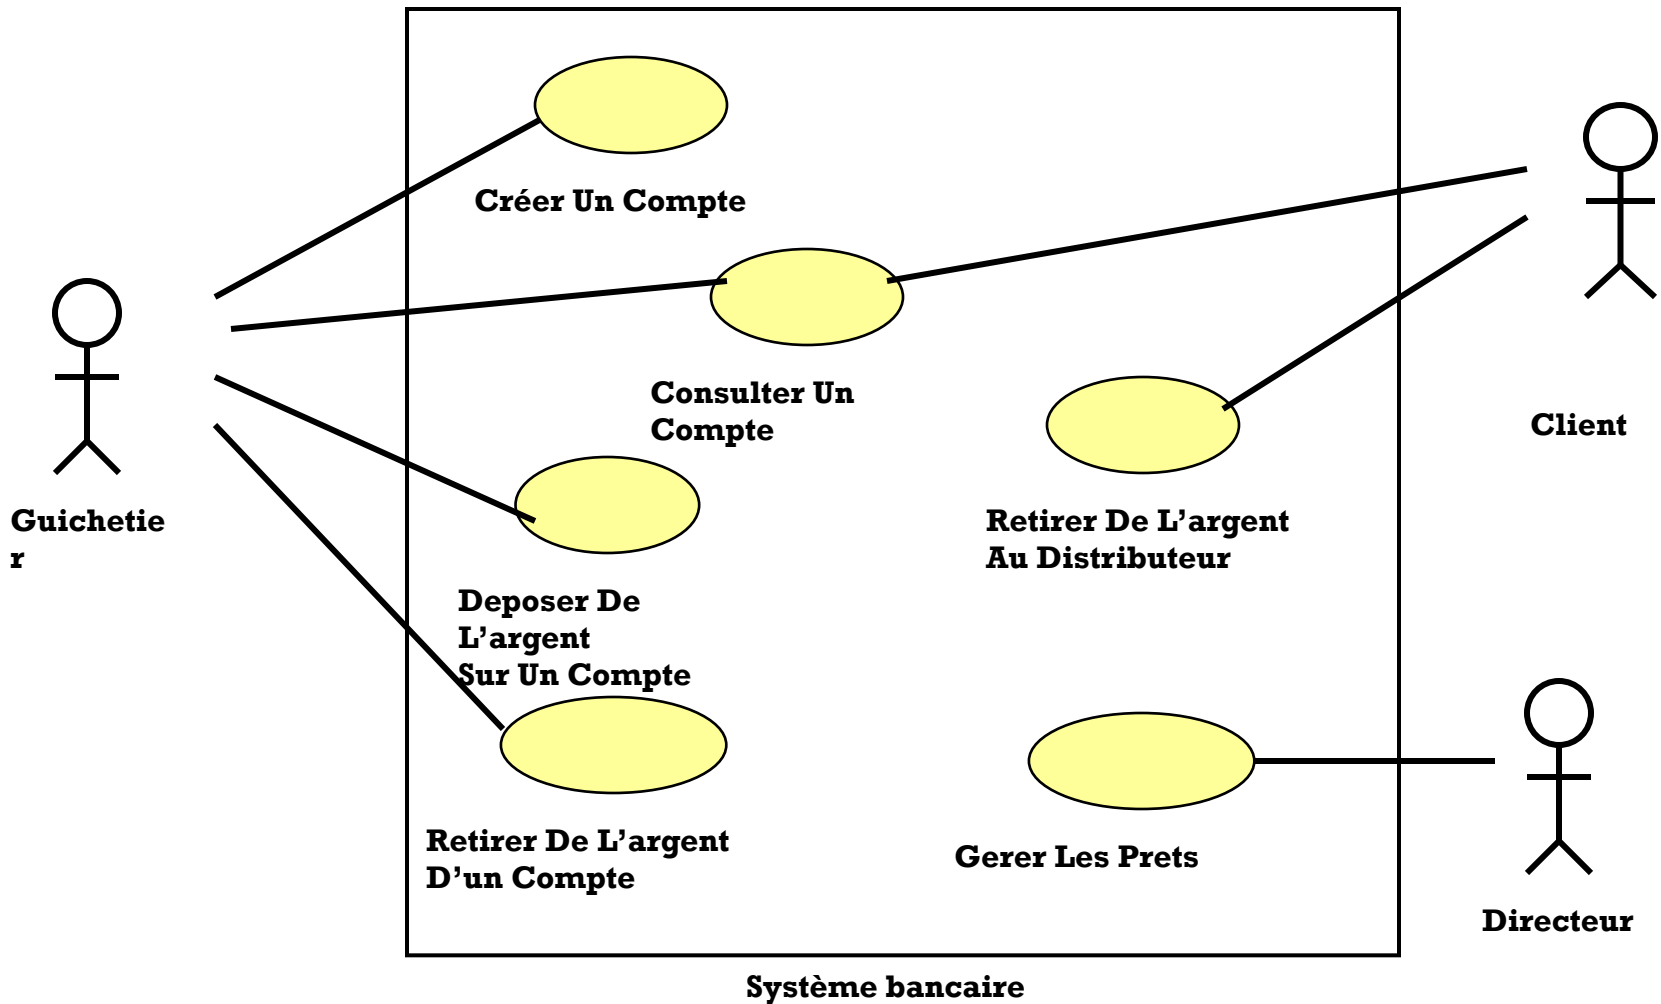 Créer Un Compte
Consulter Un
Compte
Client
Guichetie
r
Retirer De L’argent
Au Distributeur
Deposer De
L’argent
Sur Un Compte
Retirer De L’argent
D’un Compte
Gerer Les Prets
Directeur
Système bancaire